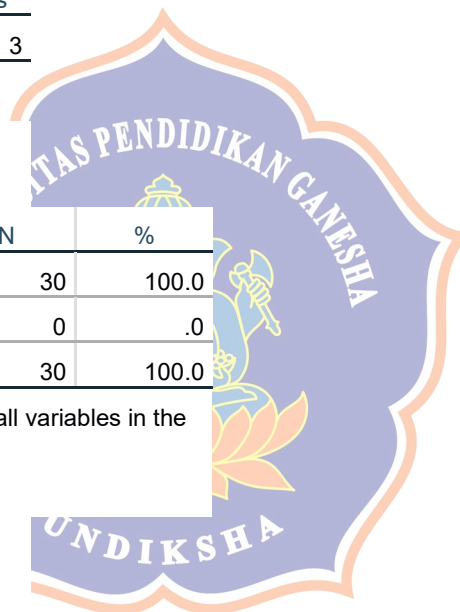 3
TAS PENDIDIKAN GANESHA
N %
30 100.0
0 .0
30 100.0
all variables in the
UNDIKSHA